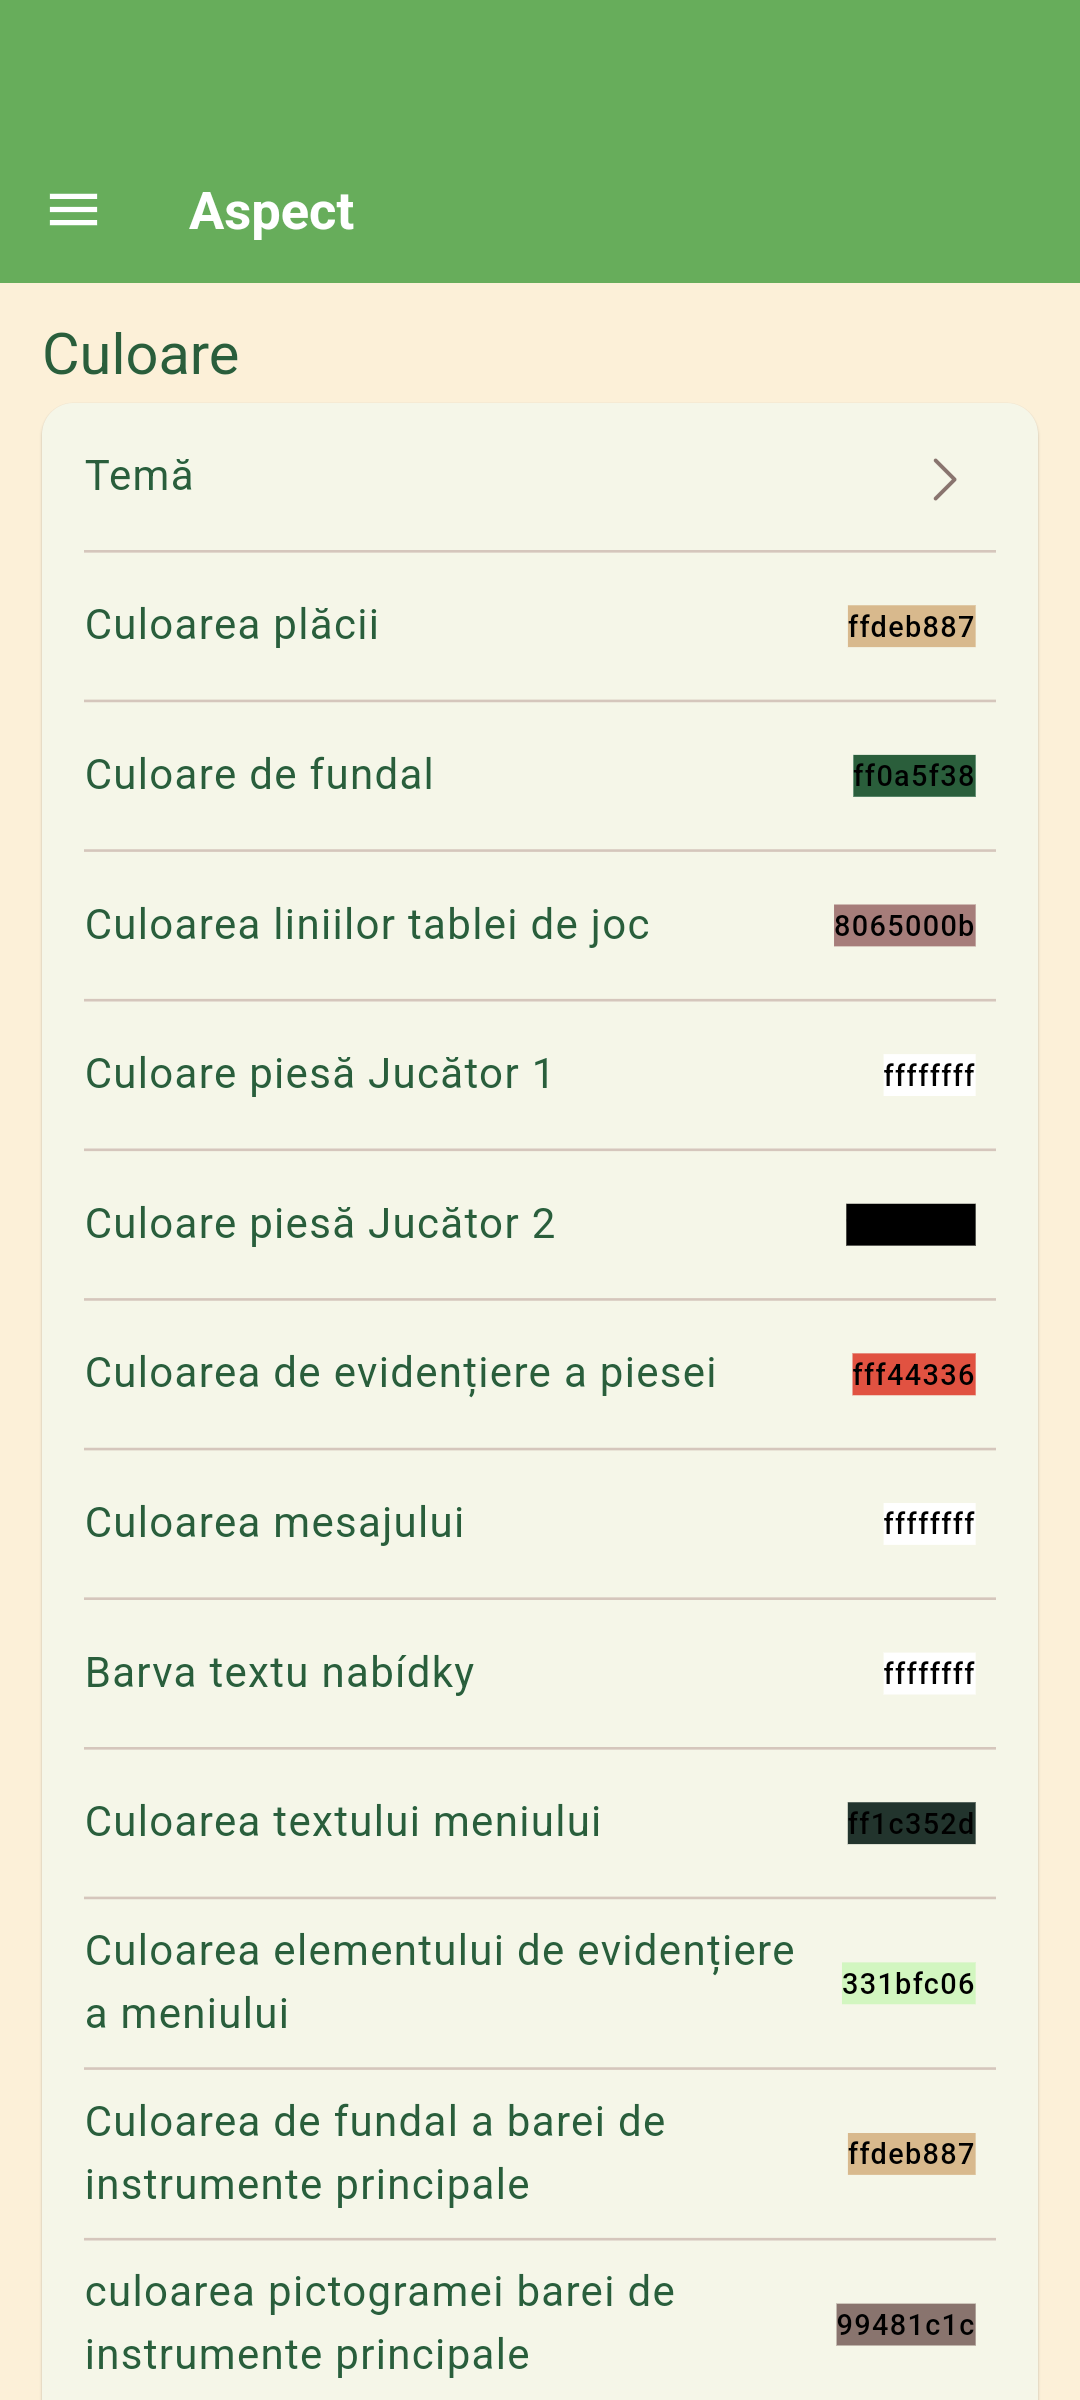 Aspect
Culoare
Temă
Culoarea plăcii
ffdeb887
Culoare de fundal
ff0a5f38
Culoarea liniilor tablei de joc
8065000b
Culoare piesă Jucător 1
ffffffff
Culoare piesă Jucător 2
Culoarea de evidențiere a piesei
fff44336
Culoarea mesajului
ffffffff
Barva textu nabídky
ffffffff
Culoarea textului meniului
ff1c352d
Culoarea elementului de evidențiere
a meniului
331bfc06
Culoarea de fundal a barei de
instrumente principale
ffdeb887
culoarea pictogramei barei de
instrumente principale
99481c1c